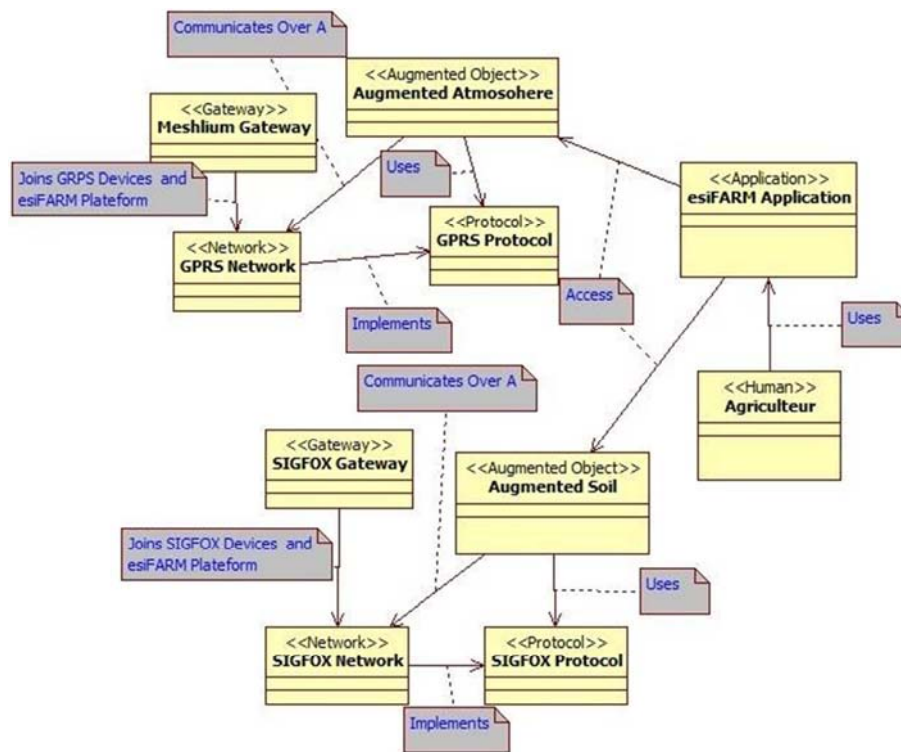 Communicates Over A
<<Augmented Object>>
Augmented Atmosohere
<<Gateway>>
Meshlium Gateway
Joins GRPS Devices and
esiFARM Plateform
Uses
<<Application>>
esiFARM Application
<<Protocol>>
GPRS Protocol
<<Network>>
GPRS Network
Access
Implements
Uses
Communicates Over A
<<Human>>
Agriculteur
<<Gateway>>
SIGFOX Gateway
<<Augmented Object>>
Augmented Soil
Joins SIGFOX Devices and
esiFARM Plateform
Uses
<<Network>>
SIGFOX Network
<<Protocol>>
SIGFOX Protocol
Implements